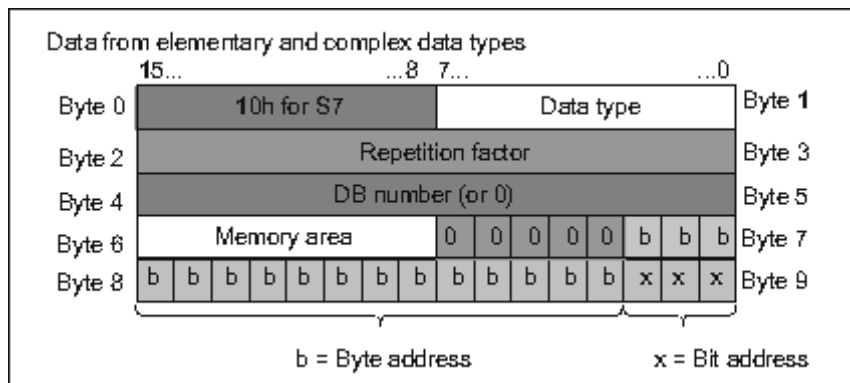 Data from elementary and complex data types
15... ...8 7... ...0
Byte 0 10h for S7 Data type Byte 1
Byte 2 Repetition factor Byte 3
Byte 4 DB number (or 0) Byte 5
Byte 6 Memory area 0 0 0 0 0 b b b Byte 7
Byte 8 b b b b b b b b b b b b b x x x Byte 9
b = Byte address x = Bit address